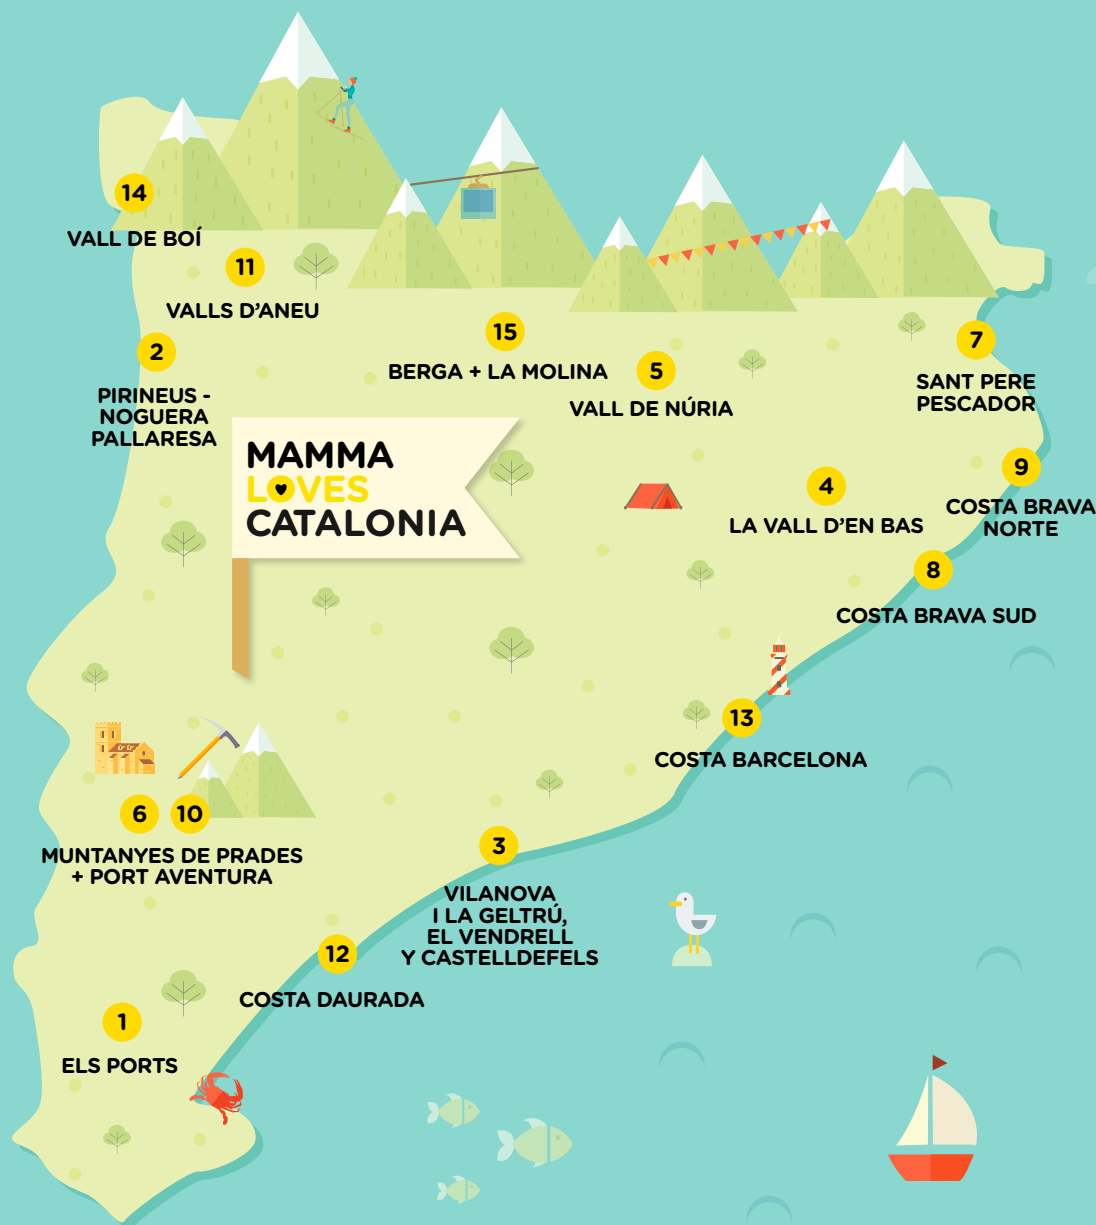 14
VALL DE BOÍ
11
VALLS D'ANEU
15
BERGA + LA MOLINA
2
PIRINEUS -
NOGUERA
PALLARESA
5
VALL DE NÚRIA
7
SANT PERE
PESCADOR
MAMMA
LOVES
CATALONIA
4
LA VALL D'EN BAS
9
COSTA BRAVA
NORTE
8
COSTA BRAVA SUD
13
COSTA BARCELONA
6 10
MUNTANYES DE PRADES
+ PORT AVENTURA
3
VILANOVA
I LA GELTRÚ,
EL VENDRELL
Y CASTELLDEFELS
12
COSTA DAURADA
1
ELS PORTS